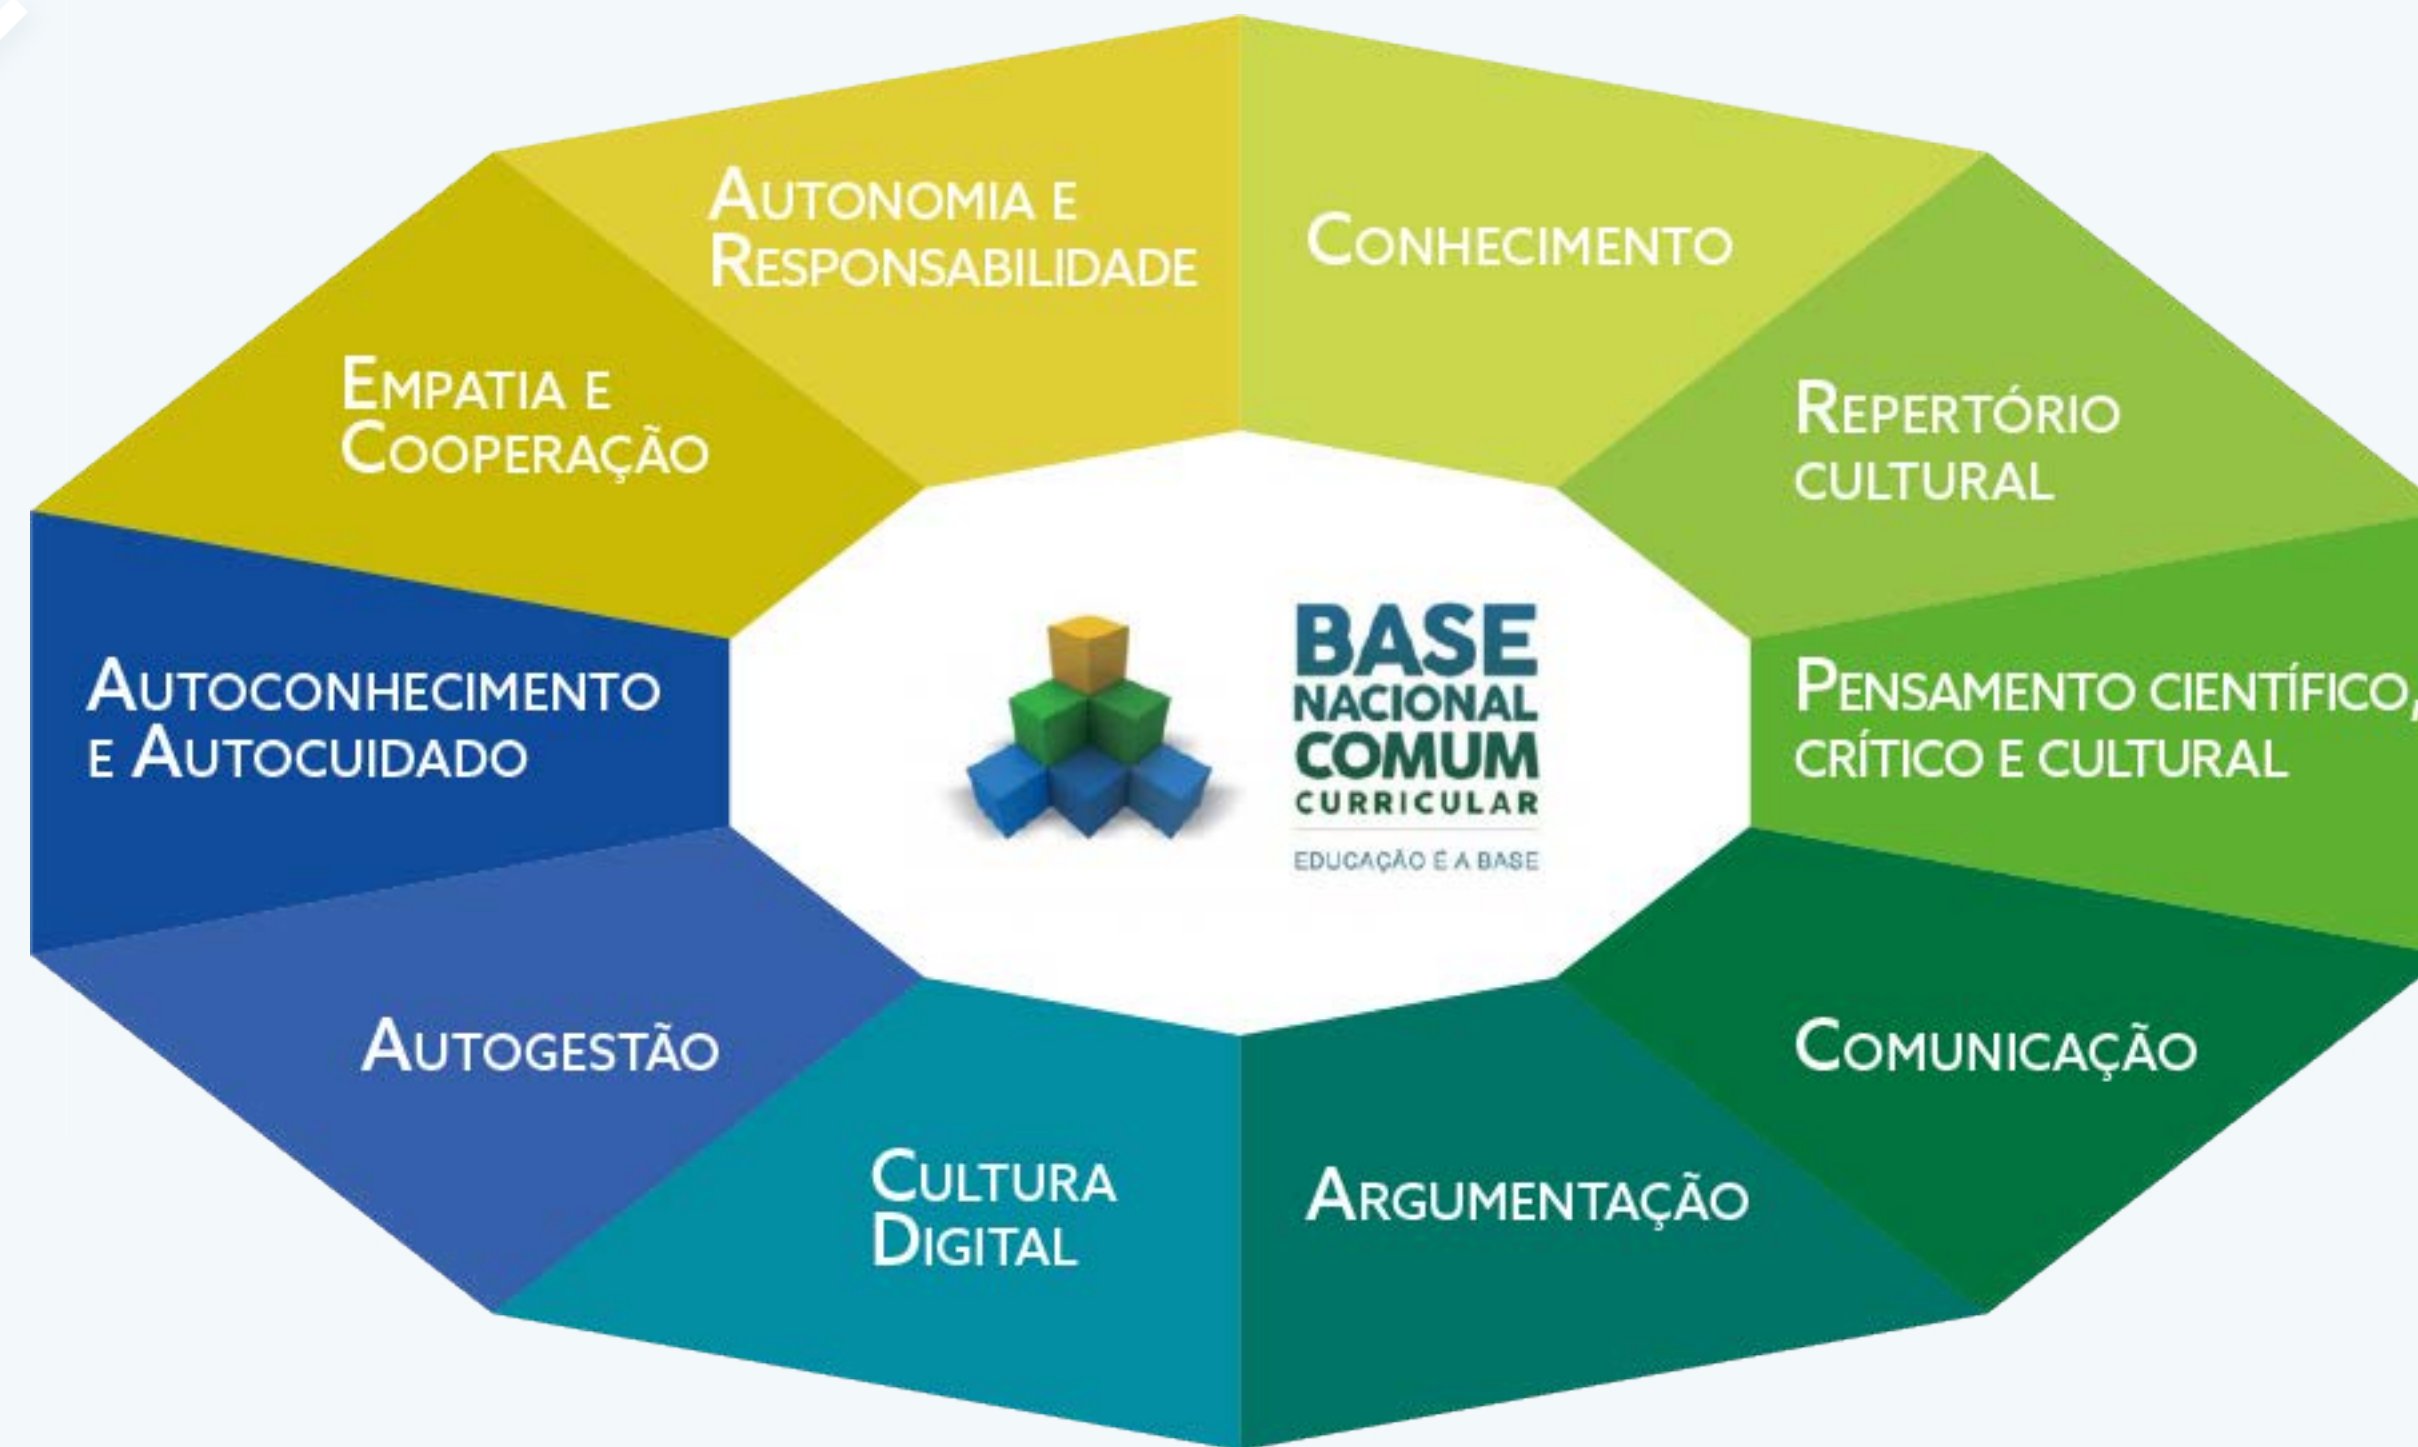 AUTONOMIA E
RESPONSABILIDADE
CONHECIMENTO
EMPATIA E
COOPERAÇÃO
REPERTÓRIO
CULTURAL
AUTOCONHECIMENTO
E AUTOCUIDADO
BASE
NACIONAL
COMUM
CURRICULAR
EDUCAÇÃO É A BASE
PENSAMENTO CIENTÍFICO,
CRÍTICO E CULTURAL
AUTOGESTÃO
COMUNICAÇÃO
CULTURA
DIGITAL
ARGUMENTAÇÃO